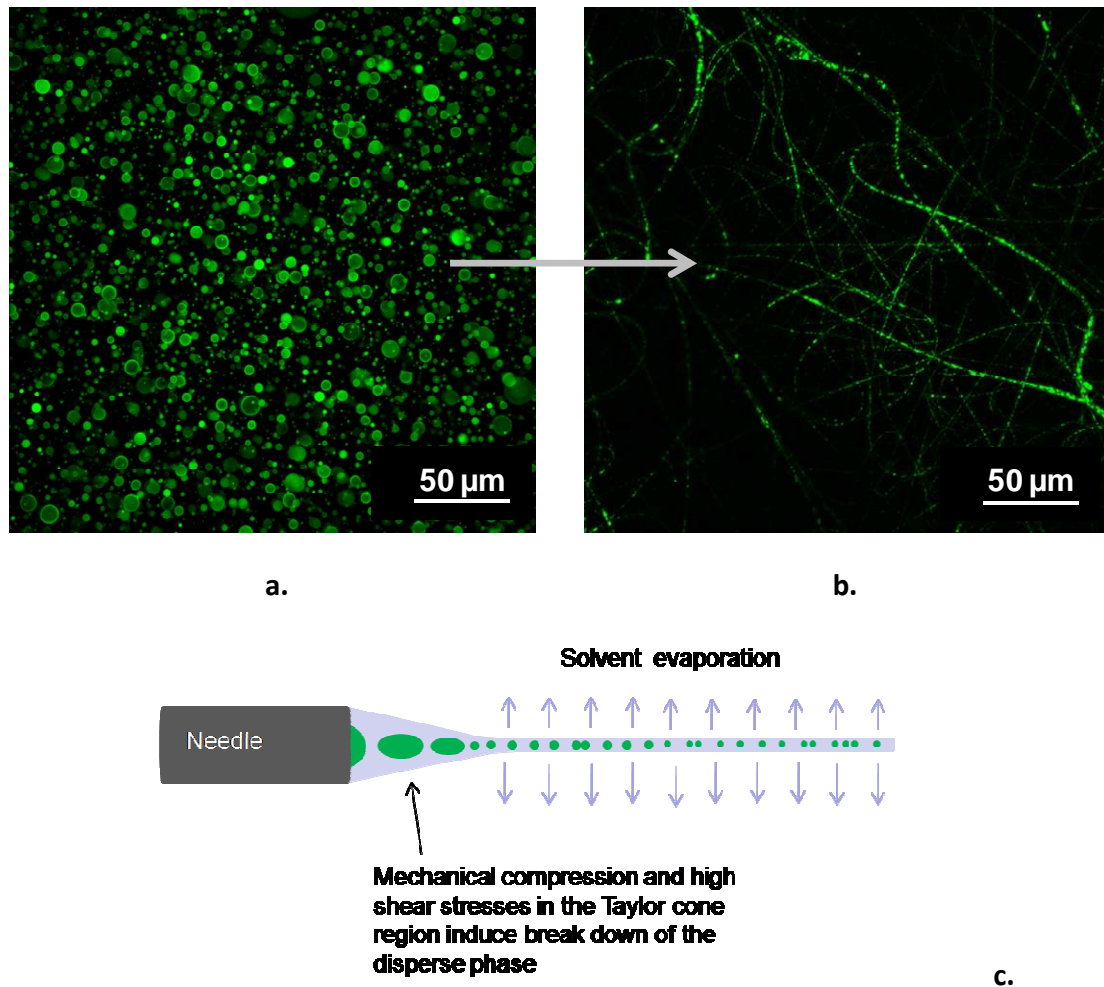 50 µm
50 µm
a.
b.
Solvent evaporation
Needle
Mechanical compression and high
shear stresses in the Taylor cone
region induce break down of the
disperse phase
c.